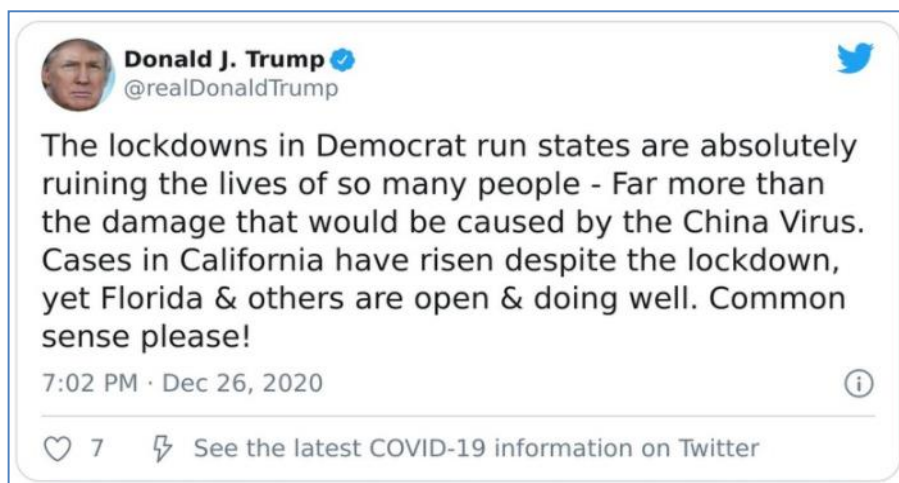 Donald J. Trump
@realDonaldTrump
The lockdowns in Democrat run states are absolutely
ruining the lives of so many people - Far more than
the damage that would be caused by the China Virus.
Cases in California have risen despite the lockdown,
yet Florida & others are open & doing well. Common
sense please!
7:02 PM · Dec 26, 2020
7 See the latest COVID-19 information on Twitter